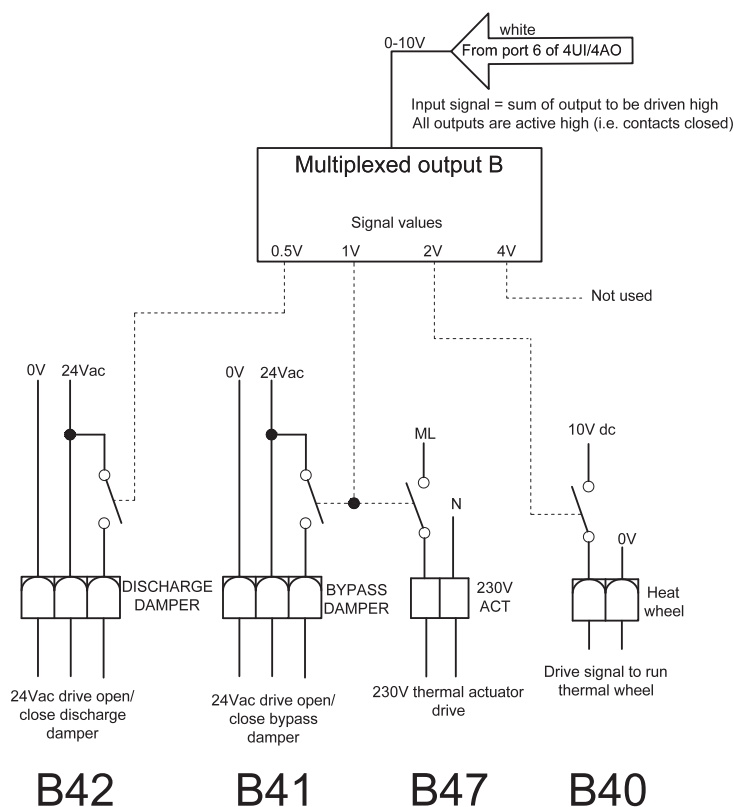 white
0-10V
From port 6 of 4UI/4AO
Input signal = sum of output to be driven high
All outputs are active high (i.e. contacts closed)
Multiplexed output B
Signal values
0.5V
1V
2V
4V
Not used
0V
24Vac
0V
24Vac
ML
N
10V dc
0V
DISCHARGE
DAMPER
BYPASS
DAMPER
230V
ACT
Heat
wheel
24Vac drive open/
close discharge
damper
24Vac drive open/
close bypass
damper
230V thermal actuator
drive
Drive signal to run
thermal wheel
B42
B41
B47
B40